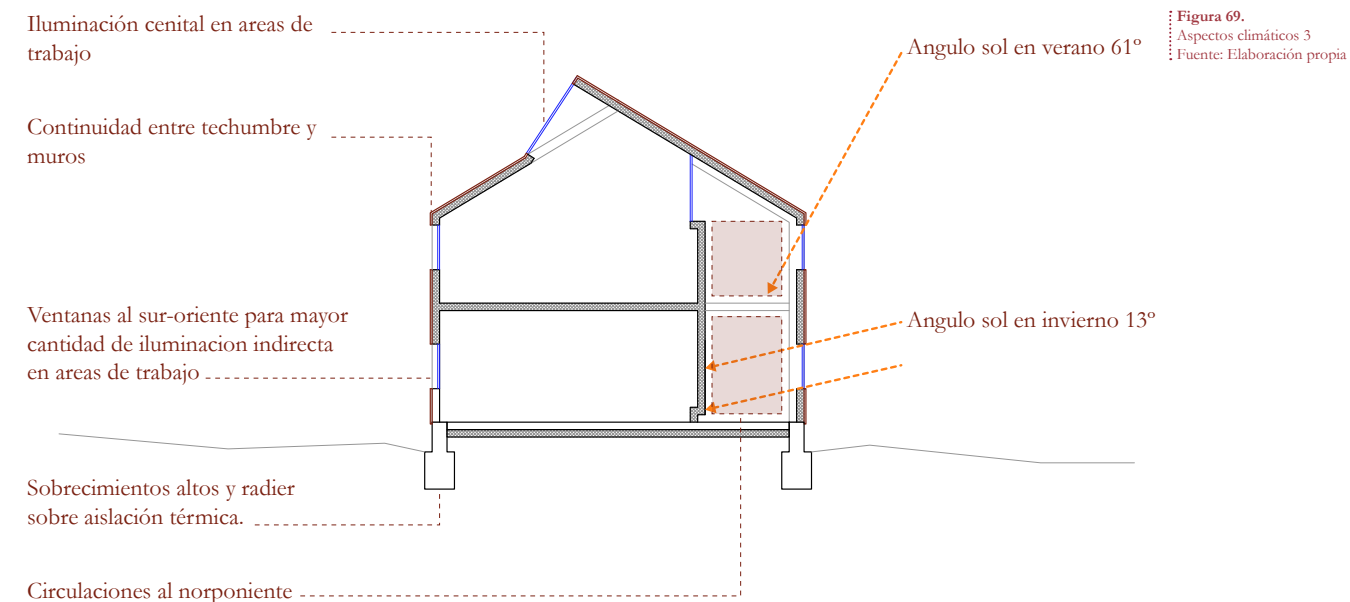 Iluminación cenital en areas de
trabajo
Continuidad entre techumbre y
muros
Ventanas al sur-oriente para mayor
cantidad de iluminacion indirecta
en areas de trabajo
Sobrecimientos altos y radier
sobre aislación térmica.
Circulaciones al norponiente
Angulo sol en verano 61º
Angulo sol en invierno 13º
Figura 69.
Aspectos climáticos 3
Fuente: Elaboración propia